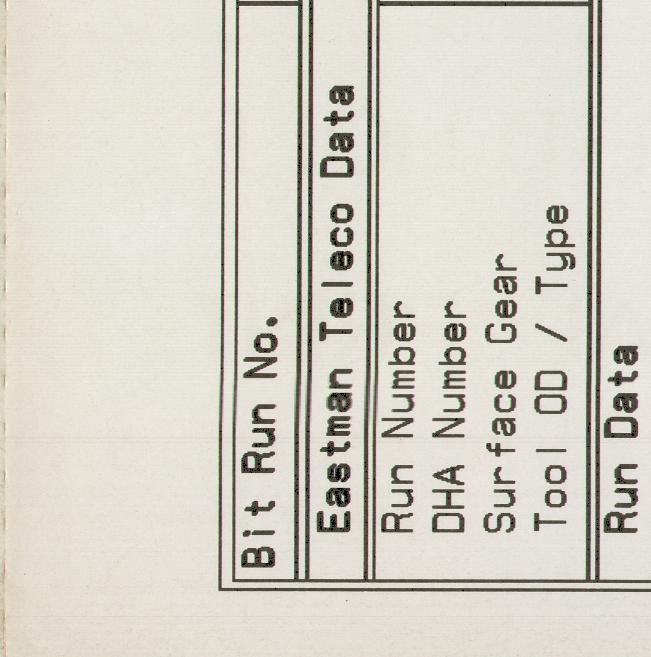 Bit Run No.
Eastman Teleco Data
Run Number
DHA Number
Surface Gear
Tool OD / Type
Run Data